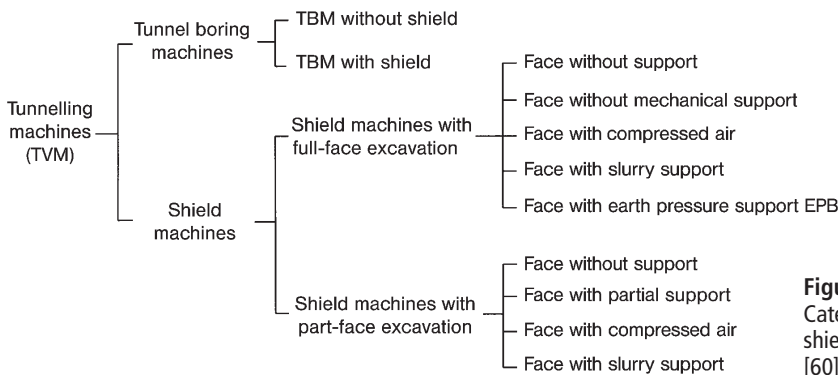 Tunnelling
machines
(TVM)
Tunnel boring
machines
TBM without shield
TBM with shield
Shield
machines
Shield machines with
full-face excavation
Face without support
Face without mechanical support
Face with compressed air
Face with slurry support
Face with earth pressure support EPB
Shield machines with
part-face excavation
Face without support
Face with partial support
Face with compressed air
Face with slurry support
[60]